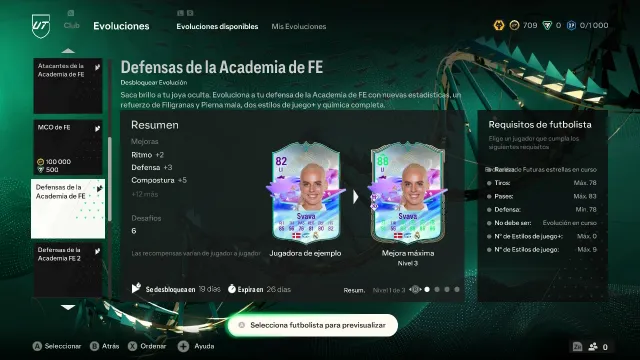 UT
Club
Evoluciones
Evoluciones disponibles
Mis Evoluciones
709
0
0/1000
Atacantes de la
Academia de FE
MCO de FE
100 000
500
Defensas de la
Academia de FE
Defensas de la
Academia de FE 2
Defensas de la Academia de FE
Desbloquear Evolución
Saca brillo a tu joya oculta. Evoluciona a tu defensa de la Academia de FE con nuevas estadísticas, un
refuerzo de Filigranas y Pierna mala, dos estilos de juego+ y química completa.
Resumen
Mejoras
Ritmo +2
Defensa +3
Compostura +5
+12 más
Desafíos
6
Las recompensas varían de jugador a jugador
82
LI
Svava
Jugadora de ejemplo
88
LI
Svava
Mejora máxima
Nivel 3
Se desbloquea en 19 días
Expira en 26 días
Resum.
Nivel 1 de 3
Requisitos de futbolista
Elige un jugador que cumpla los
siguientes requisitos
Rareza: Futuras estrellas en curso
Tiros: Máx. 78
Pases: Máx. 83
Defensa: Mín. 78
No debe ser: Evolución en curso
N° de Estilos de juego+: Máx. 0
N° de Estilos de juego: Máx. 9
Selecciona futbolista para previsualizar
A Seleccionar
B Atrás
X Ordenar
Ayuda
0